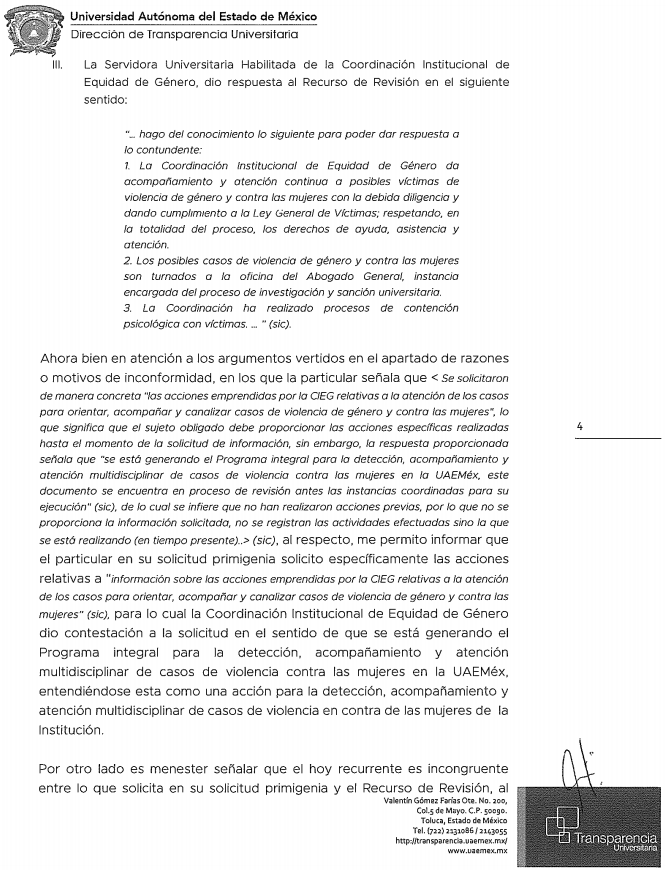 Universidad Autónoma del Estado de México
Dirección de Transparencia Universitaria
III. La Servidora Universitaria Habilitada de la Coordinación Institucional de
Equidad de Género, dio respuesta al Recurso de Revisión en el siguiente
sentido:
"... hago del conocimiento lo siguiente para poder dar respuesta a
lo contundente:
1. La Coordinación Institucional de Equidad de Género da
acompañamiento y atención continua a posibles víctimas de
violencia de género y contra las mujeres con la debida diligencia y
dando cumplimiento a la Ley General de Víctimas; respetando, en
la totalidad del proceso, los derechos de ayuda, asistencia y
atención.
2. Los posibles casos de violencia de género y contra las mujeres
son turnados a la oficina del Abogado General, instancia
encargada del proceso de investigación y sanción universitaria.
3. La Coordinación ha realizado procesos de contención
psicológica con víctimas. ... " (sic).
Ahora bien en atención a los argumentos vertidos en el apartado de razones
o motivos de inconformidad, en los que la particular señala que < Se solicitaron
de manera concreta "las acciones emprendidas por la CIEG relativas a la atención de los casos
para orientar, acompañar y canalizar casos de violencia de género y contra las mujeres", lo
que significa que el sujeto obligado debe proporcionar las acciones específicas realizadas
hasta el momento de la solicitud de información, sin embargo, la respuesta proporcionada
señala que "se está generando el Programa integral para la detección, acompañamiento y
atención multidisciplinar de casos de violencia contra las mujeres en la UAEMéx, este
documento se encuentra en proceso de revisión antes las instancias coordinadas para su
ejecución" (sic), de lo cual se infiere que no han realizaron acciones previas, por lo que no se
proporciona la información solicitada, no se registran las actividades efectuadas sino la que
se está realizando (en tiempo presente)..> (sic), al respecto, me permito informar que
el particular en su solicitud primigenia solicito específicamente las acciones
relativas a "información sobre las acciones emprendidas por la CIEG relativas a la atención
de los casos para orientar, acompañar y canalizar casos de violencia de género y contra las
mujeres" (sic), para lo cual la Coordinación Institucional de Equidad de Género
dio contestación a la solicitud en el sentido de que se está generando el
Programa integral para la detección, acompañamiento y atención
multidisciplinar de casos de violencia contra las mujeres en la UAEMéx,
entendiéndose esta como una acción para la detección, acompañamiento y
atención multidisciplinar de casos de violencia en contra de las mujeres de la
Institución.
Por otro lado es menester señalar que el hoy recurrente es incongruente
entre lo que solicita en su solicitud primigenia y el Recurso de Revisión, al
4
Valentín Gómez Farías Ote. No. 200,
Col.5 de Mayo. C.P. 50090.
Toluca, Estado de México
Tel. (722) 2131086 / 2143055
http://transparencia.uaemex.mx/
www.uaemex.mx
Transparencia
Universitaria